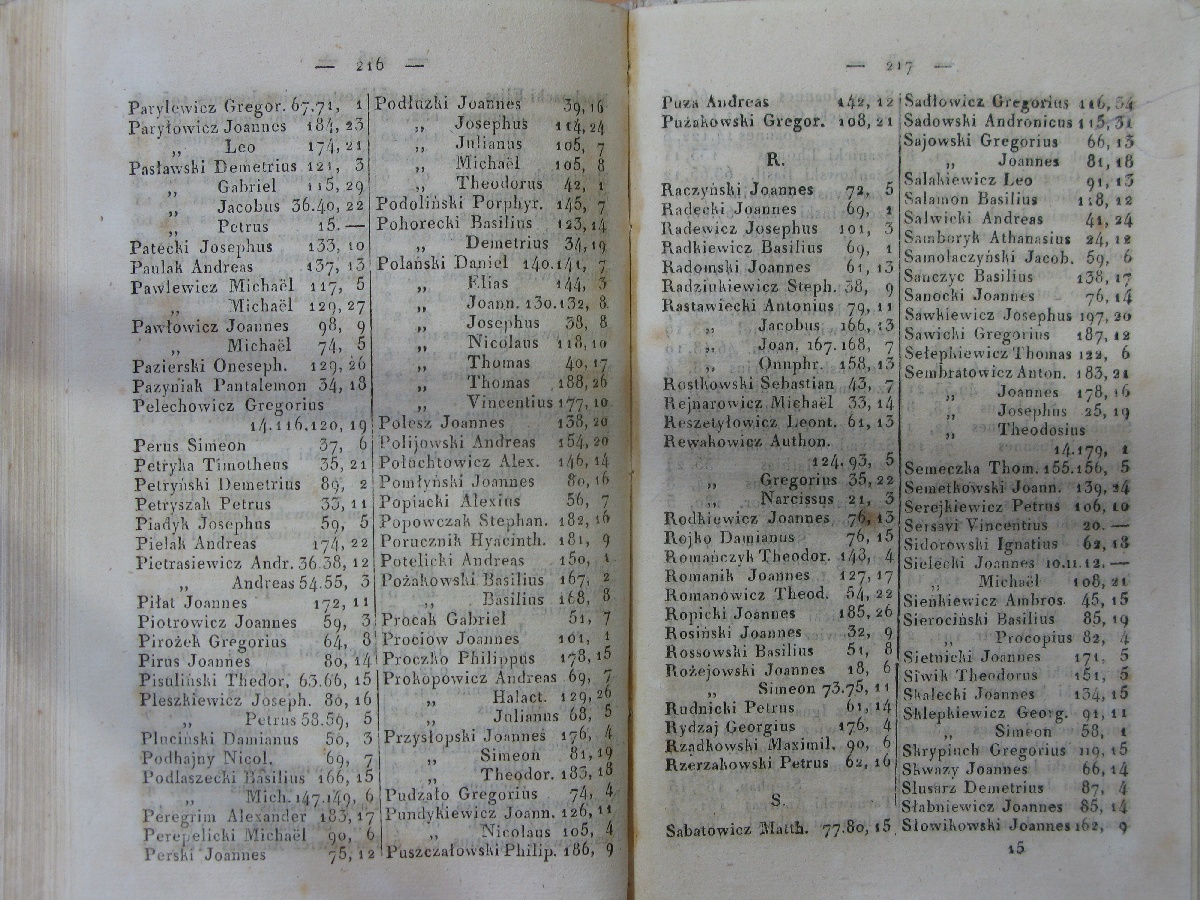 — 216 —
Parylewicz Gregor. 67.71, 1
Paryłowicz Joannes 184, 23
„ Leo 174, 21
Pasławski Demetrius 121, 3
„ Gabriel 115, 29
„ Jacobus 36.40, 22
„ Petrus 15. —
Patecki Josephus 133, 10
Paulak Andreas 137, 13
Pawlewicz Michaël 117, 5
„ Michaël 129, 27
Pawłowicz Joannes 98, 9
„ Michaël 74, 5
Pazierski Oneseph. 129, 26
Pazyniak Pantalemon 34, 18
Pelechowicz Gregorius
14.116.120, 19
Perus Simeon 37, 6
Petryka Timotheus 35, 21
Petryński Demetrius 89, 2
Petryszak Petrus 33, 11
Piadyk Josephus 59, 5
Pielak Andreas 174, 22
Pietrasiewicz Andr. 36.38, 12
„ Andreas 54.55, 3
Piłat Joannes 172, 11
Piotrowicz Joannes 59, 3
Pirożek Gregorius 64, 8
Pirus Joannes 80, 14
Pisuliński Thedor, 63.66, 15
Pleszkiewicz Joseph. 80, 16
„ Petrus 58.59, 5
Pluciński Damianus 50, 3
Podhajny Nicol. 69, 7
Podlaszecki Basilius 166, 15
„ Mich. 147.149, 6
Peregrim Alexander 183, 17
Perepelicki Michaël 90, 6
Perski Joannes 75, 12
Podłuzki Joannes 39, 16
„ Josephus 114, 24
„ Julianus 105, 7
„ Michaël 105, 8
„ Theodorus 42, 1
Podoliński Porphyr. 145, 7
Pohorecki Basilius 123, 14
„ Demetrius 34, 19
Polański Daniel 140.141, 7
„ Elias 144, 3
„ Joann. 130.132, 8
„ Josephus 38, 8
„ Nicolaus 118, 10
„ Thomas 40, 17
„ Thomas 188, 26
„ Vincentius 177, 10
Polesz Joannes 138, 20
Polijowski Andreas 154, 20
Połuchtowicz Alex. 146, 14
Pomłyński Joannes 80, 16
Popiacki Alexius 56, 7
Popowczak Stephan. 182, 16
Porucznik Hyacinth. 181, 9
Potelicki Andreas 150, 1
Pożakowski Basilius 167, 2
„ Basilius 168, 8
Procak Gabriel 51, 7
Prociów Joannes 101, 1
Proczko Philippus 178, 15
Prokopowicz Andreas 69, 7
„ Halact. 129, 26
„ Julianus 68, 5
Przysłopski Joannes 176, 4
„ Simeon 81, 19
„ Theodor. 183, 18
Pudzało Gregorius 74, 4
Pundykiewicz Joann. 126, 11
„ Nicolaus 105, 4
Puszczałowski Philip. 186, 9
— 217 —
Puza Andreas 142, 12
Pużakowski Gregor. 108, 21
R.
Raczyński Joannes 72, 5
Radecki Joannes 69, 1
Radewicz Josephus 101, 3
Radkiewicz Basilius 69, 1
Radomski Joannes 61, 13
Radziukiewicz Steph. 38, 9
Rastawiecki Antonius 79, 11
„ Jacobus 166, 13
„ Joan. 167.168, 7
„ Onuphr. 158, 13
Rostkowski Sebastian 43, 7
Rejnarowicz Michaël 33, 14
Reszetyłowicz Leont. 61, 13
Rewakowicz Authon.
124.93, 5
„ Gregorius 35, 22
„ Narcissus 21, 3
Rodkiewicz Joannes 76, 13
Rojko Damianus 76, 15
Romańczyk Theodor. 143, 4
Romanik Joannes 127, 17
Romanowicz Theod. 54, 22
Ropicki Joannes 185, 26
Rosiński Joannes 32, 9
Rossowski Basilius 51, 8
Rożejowski Joannes 18, 6
„ Simeon 73.75, 11
Rudnicki Petrus 61, 14
Rydzaj Georgius 176, 4
Rządkowski Maximil. 90, 6
Rzerzakowski Petrus 62, 16
S.
Sabatowicz Matth. 77.80, 15
Sadłowicz Gregorius 116, 34
Sadowski Andronicus 115, 31
Sajowski Gregorius 66, 13
„ Joannes 81, 18
Salakiewicz Leo 91, 13
Salamon Basilius 118, 12
Salwicki Andreas 41, 24
Samboryk Athanasius 24, 12
Samolaczyński Jacob. 59, 6
Sanczyc Basilius 138, 17
Sanocki Joannes 76, 14
Sawkiewicz Josephus 197, 20
Sawicki Gregorius 187, 12
Sełepkiewicz Thomas 122, 6
Sembratowicz Anton. 183, 21
„ Joannes 178, 16
„ Josephus 25, 19
„ Theodosius
14.179, 1
Semeczka Thom. 155.156, 5
Semetkowski Joann. 139, 24
Serejkiewicz Petrus 106, 10
Sersavi Vincentius 20. —
Sidorowski Ignatius 62, 18
Sielecki Joannes 10.11.12. —
„ Michaël 108, 21
Sieńkiewicz Ambros. 45, 15
Sierociński Basilius 85, 19
„ Procopius 82, 4
Sietnicki Joannes 171, 5
Siwik Theodorus 151, 5
Skałecki Joannes 134, 15
Sklepkiewicz Georg. 91, 11
„ Simeon 58, 1
Skrypuch Gregorius 119, 15
Skwazy Joannes 66, 14
Slusarz Demetrius 87, 4
Słabniewicz Joannes 85, 14
Słowikowski Joannes 162, 9
15